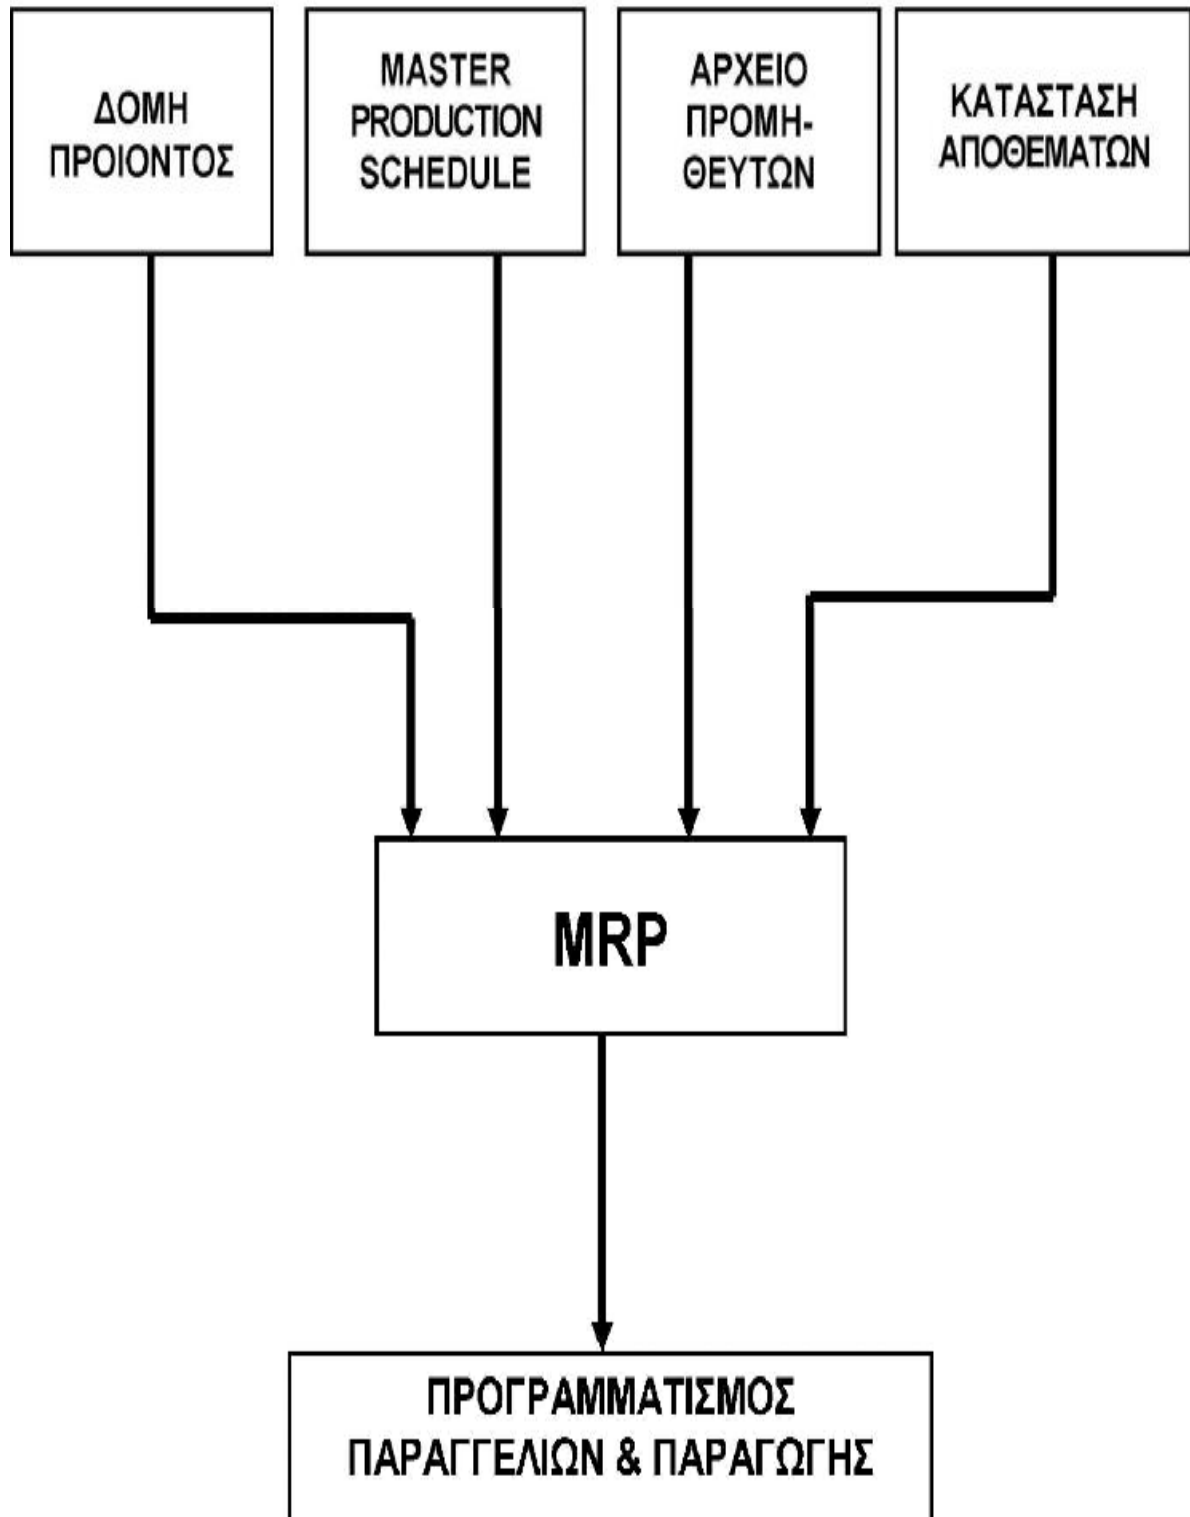 ΔΟΜΗ
ΠΡΟΙΟΝΤΟΣ
MASTER
PRODUCTION
SCHEDULE
ΑΡΧΕΙΟ
ΠΡΟΜΗ-
ΘΕΥΤΩΝ
ΚΑΤΑΣΤΑΣΗ
ΑΠΟΘΕΜΑΤΩΝ
MRP
ΠΡΟΓΡΑΜΜΑΤΙΣΜΟΣ
ΠΑΡΑΓΓΕΛΙΩΝ & ΠΑΡΑΓΩΓΗΣ